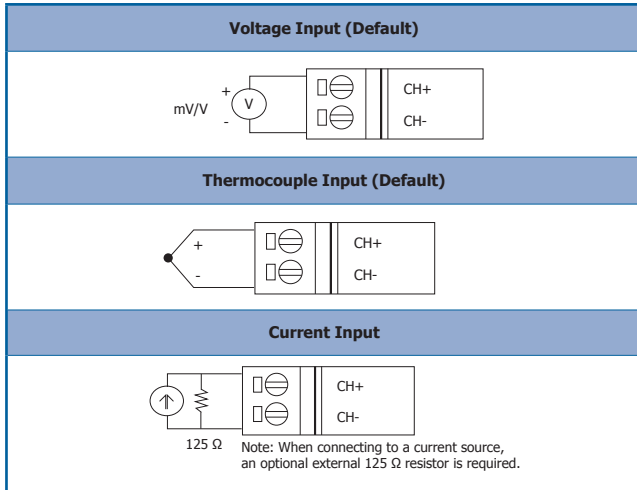 Voltage Input (Default)
mV/V
+
V
-
CH+
CH-
Thermocouple Input (Default)
+
-
CH+
CH-
Current Input
CH+
CH-
125 Ω
Note: When connecting to a current source,
an optional external 125 Ω resistor is required.